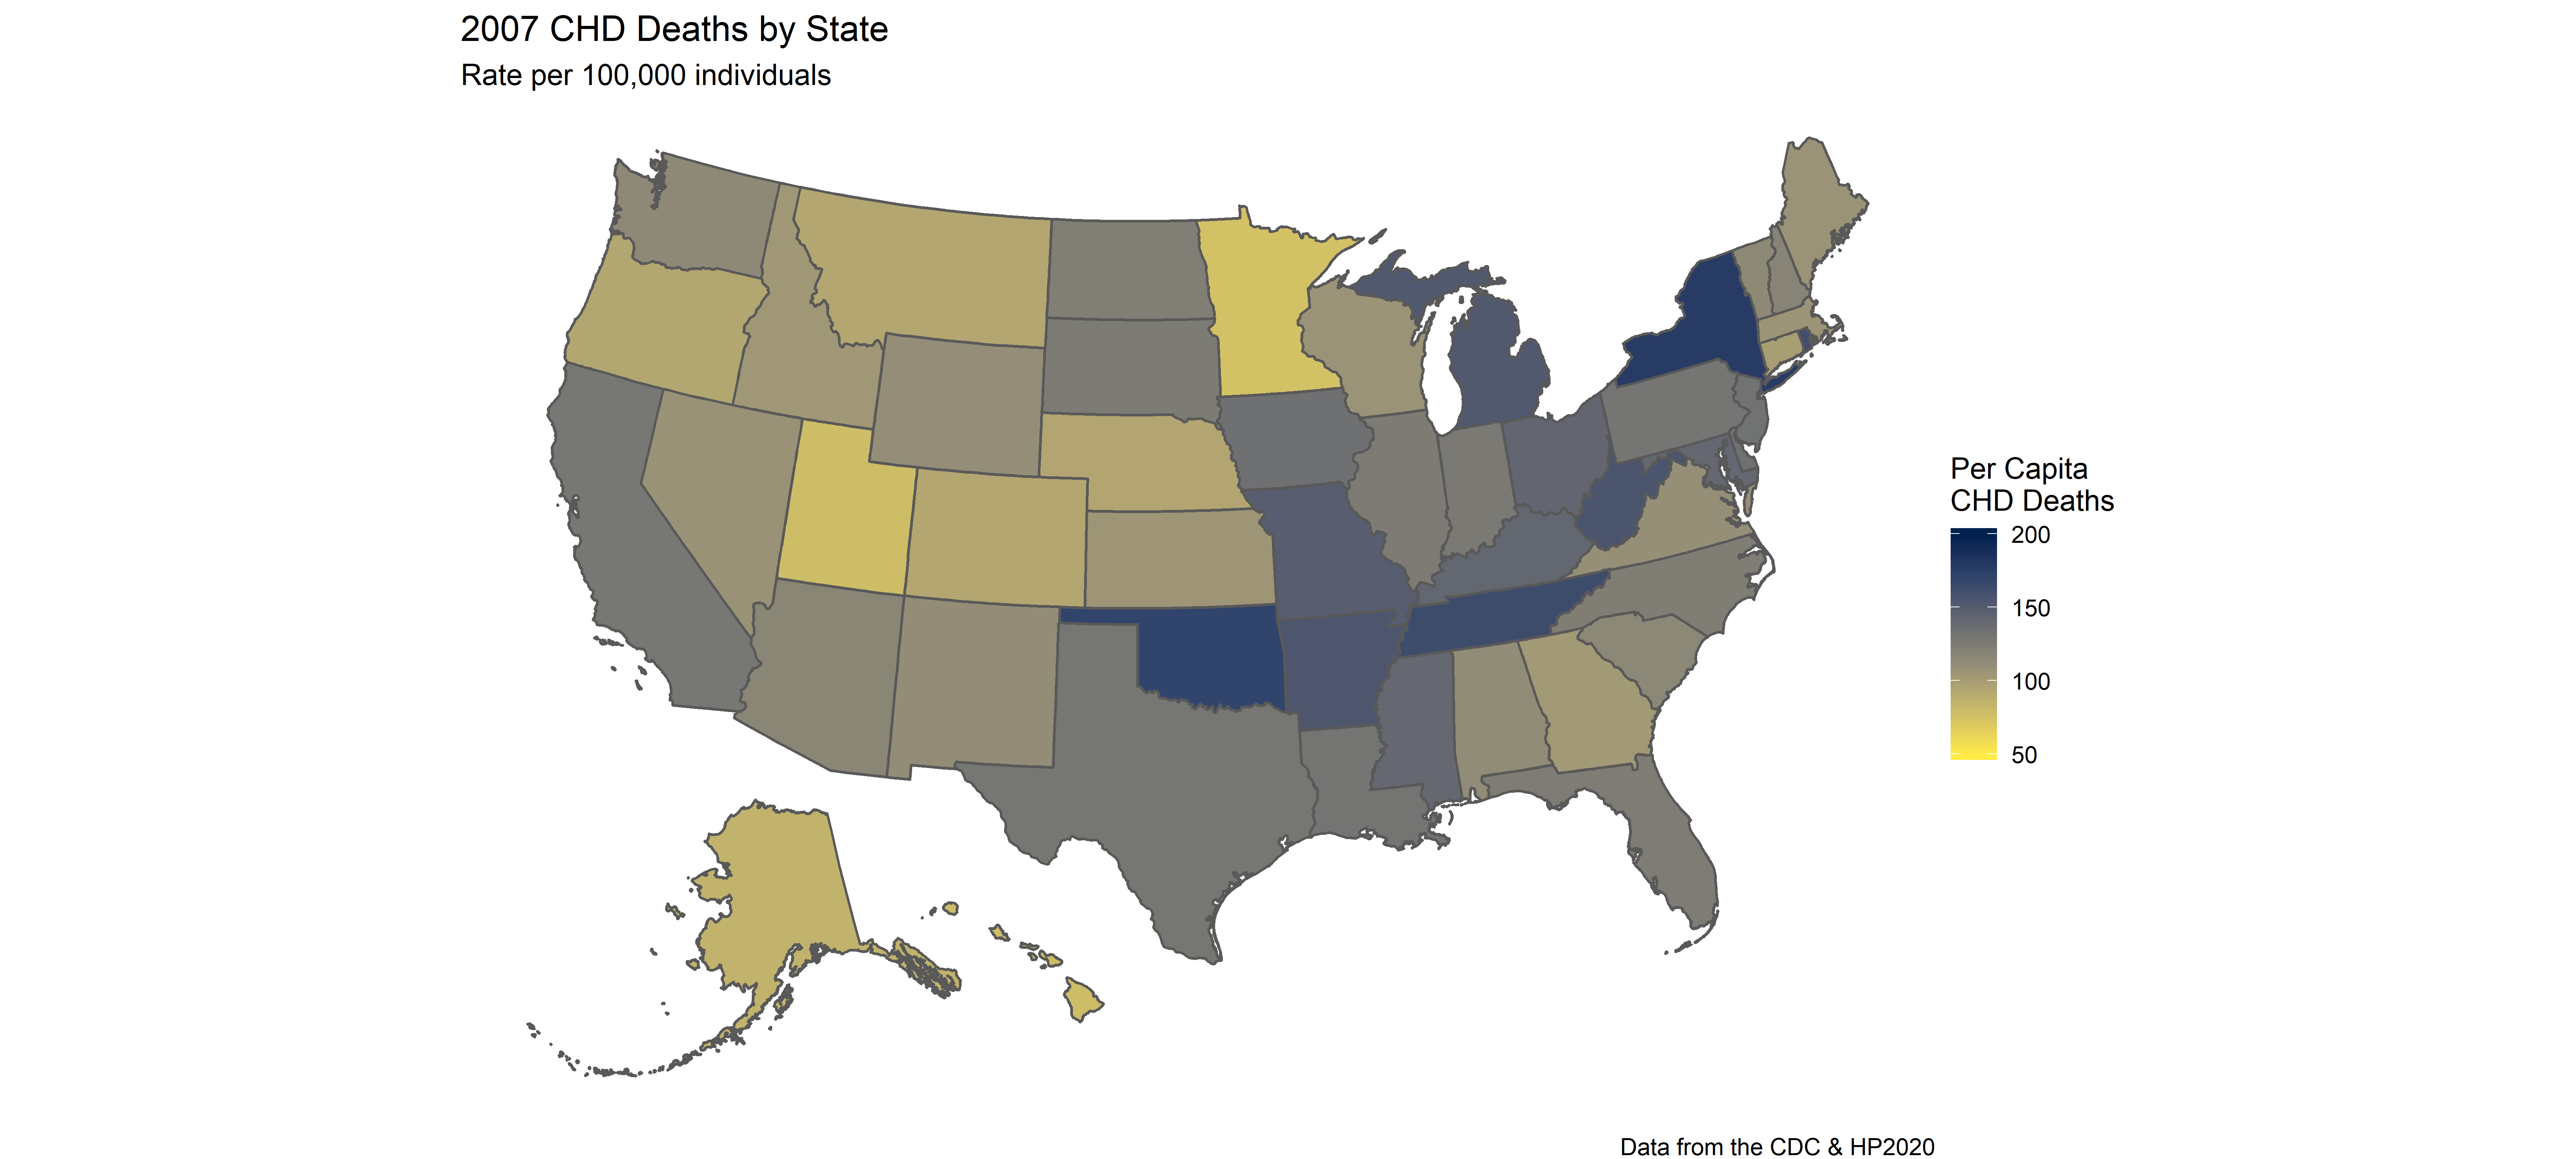 2007 CHD Deaths by State
Rate per 100,000 individuals
Per Capita
CHD Deaths
200
150
100
50
Data from the CDC & HP2020